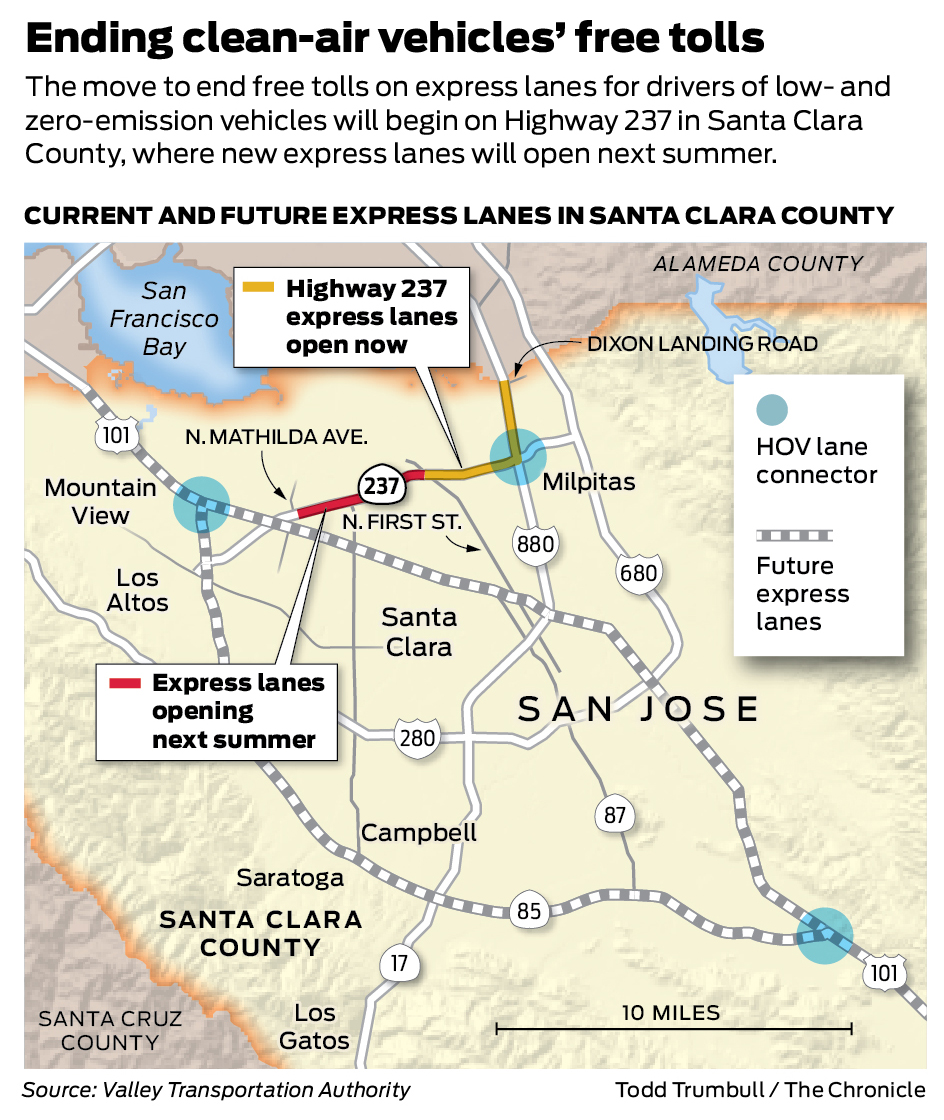 Ending clean-air vehicles’ free tolls
The move to end free tolls on express lanes for drivers of low- and
zero-emission vehicles will begin on Highway 237 in Santa Clara
County, where new express lanes will open next summer.
CURRENT AND FUTURE EXPRESS LANES IN SANTA CLARA COUNTY
ALAMEDA COUNTY
San
Francisco
Bay
Highway 237
express lanes
open now
DIXON LANDING ROAD
HOV lane
connector
Future
express
lanes
101
N. MATHILDA AVE.
237
Milpitas
Mountain
View
N. FIRST ST.
880
680
Los
Altos
Santa
Clara
Express lanes
opening
next summer
SAN JOSE
280
87
Campbell
Saratoga
85
SANTA CLARA
COUNTY
17
101
Los
Gatos
10 MILES
SANTA CRUZ
COUNTY
Source: Valley Transportation Authority
Todd Trumbull / The Chronicle